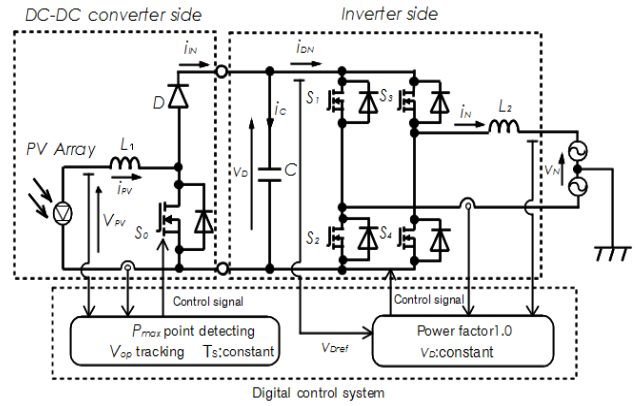 DC-DC converter side
Inverter side
iIN
iDN
D
S1
S3
iC
iN
L2
L1
PV Array
iPV
VD
C
VN
VPV
S0
S2
S4
Control signal
Control signal
Pmax point detecting
Vop tracking TS:constant
VDref
Power factor1.0
VD:constant
Digital control system